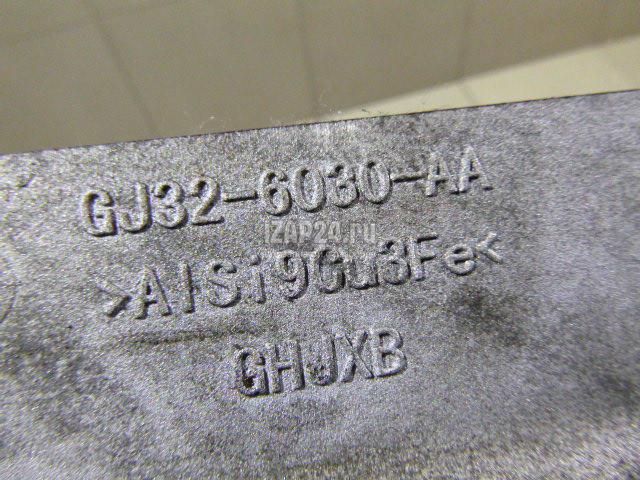 GJ32-6030-AA
IZAP24.ru
>AlSi9Cu3Fe<
GHJXB